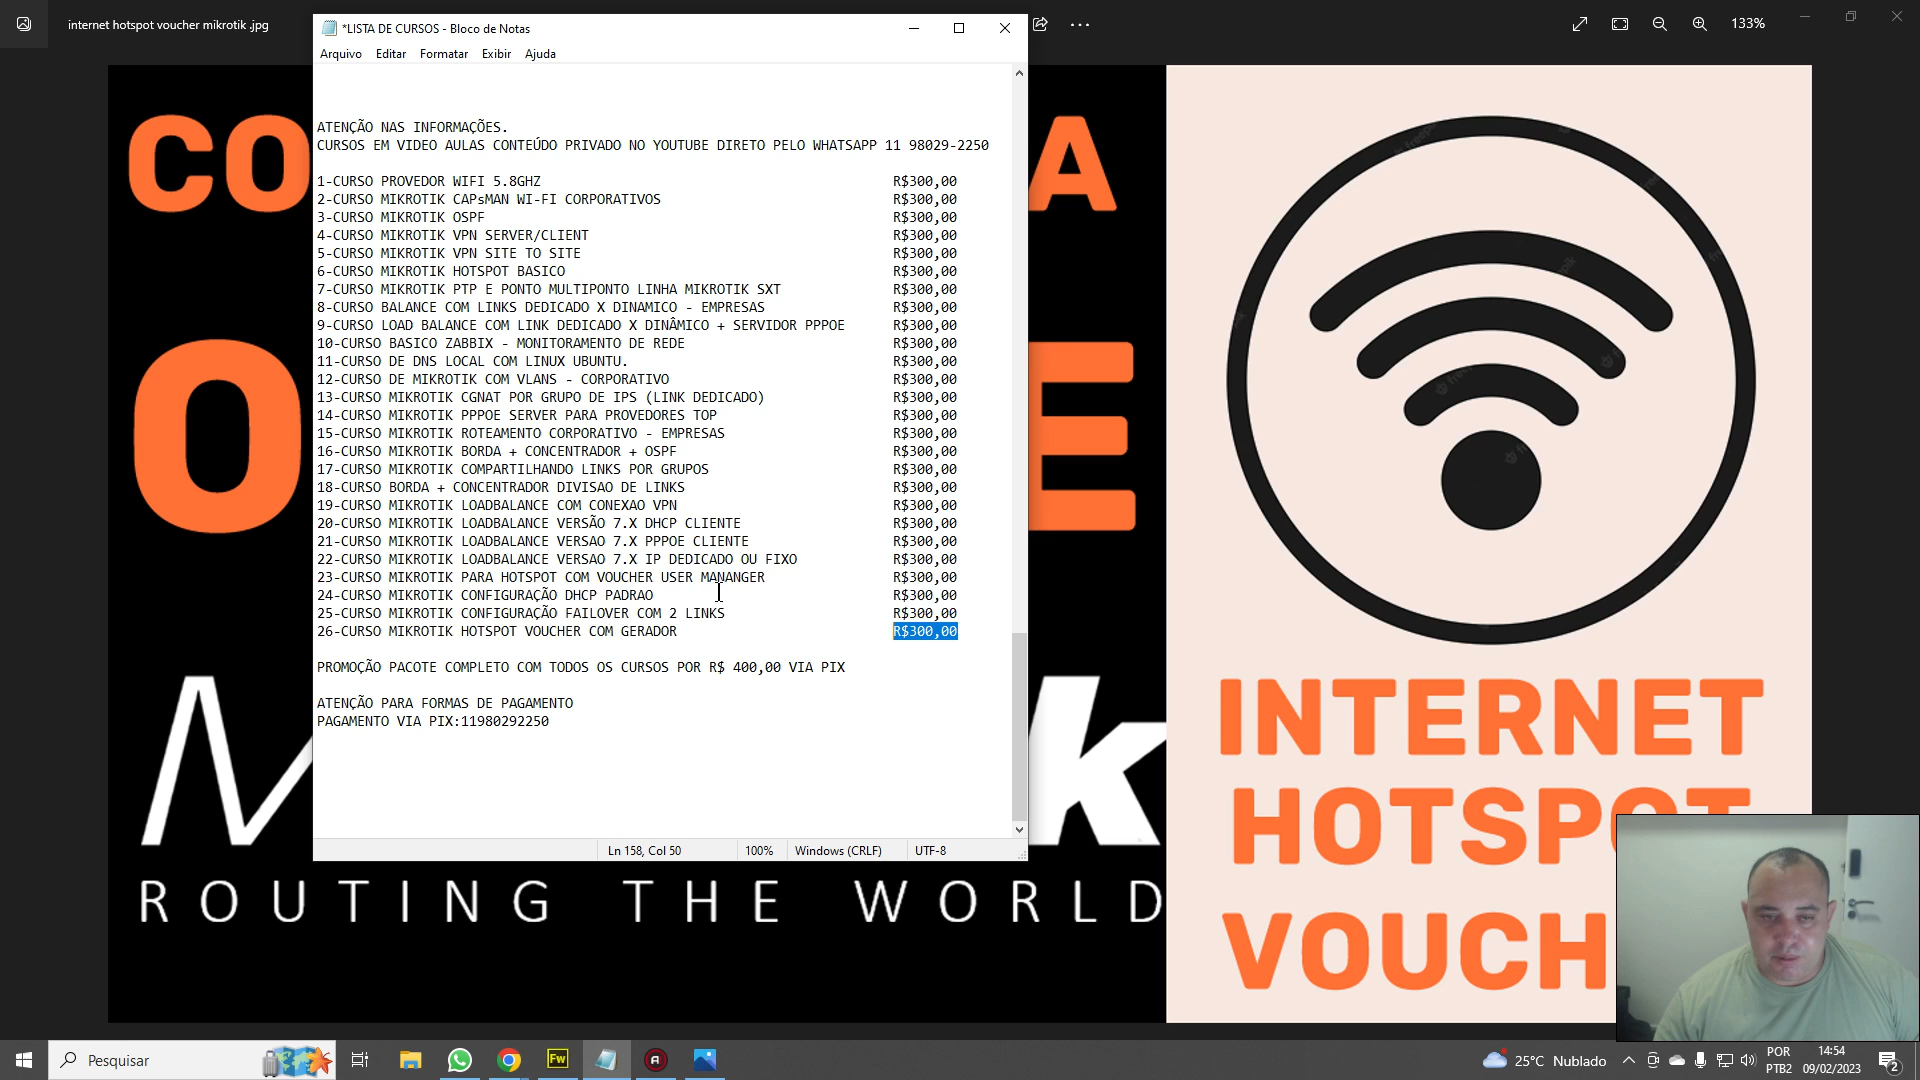 internet hotspot voucher mikrotik .jpg
133%
*LISTA DE CURSOS - Bloco de Notas
Arquivo Editar Formatar Exibir Ajuda
ATENÇÃO NAS INFORMAÇÕES.
CURSOS EM VIDEO AULAS CONTEÚDO PRIVADO NO YOUTUBE DIRETO PELO WHATSAPP 11 98029-2250
1-CURSO PROVEDOR WIFI 5.8GHZ R$300,00
2-CURSO MIKROTIK CAPsMAN WI-FI CORPORATIVOS R$300,00
3-CURSO MIKROTIK OSPF R$300,00
4-CURSO MIKROTIK VPN SERVER/CLIENT R$300,00
5-CURSO MIKROTIK VPN SITE TO SITE R$300,00
6-CURSO MIKROTIK HOTSPOT BASICO R$300,00
7-CURSO MIKROTIK PTP E PONTO MULTIPONTO LINHA MIKROTIK SXT R$300,00
8-CURSO BALANCE COM LINKS DEDICADO X DINAMICO - EMPRESAS R$300,00
9-CURSO LOAD BALANCE COM LINK DEDICADO X DINÂMICO + SERVIDOR PPPOE R$300,00
10-CURSO BASICO ZABBIX - MONITORAMENTO DE REDE R$300,00
11-CURSO DE DNS LOCAL COM LINUX UBUNTU. R$300,00
12-CURSO DE MIKROTIK COM VLANS - CORPORATIVO R$300,00
13-CURSO MIKROTIK CGNAT POR GRUPO DE IPS (LINK DEDICADO) R$300,00
14-CURSO MIKROTIK PPPOE SERVER PARA PROVEDORES TOP R$300,00
15-CURSO MIKROTIK ROTEAMENTO CORPORATIVO - EMPRESAS R$300,00
16-CURSO MIKROTIK BORDA + CONCENTRADOR + OSPF R$300,00
17-CURSO MIKROTIK COMPARTILHANDO LINKS POR GRUPOS R$300,00
18-CURSO BORDA + CONCENTRADOR DIVISAO DE LINKS R$300,00
19-CURSO MIKROTIK LOADBALANCE COM CONEXAO VPN R$300,00
20-CURSO MIKROTIK LOADBALANCE VERSÃO 7.X DHCP CLIENTE R$300,00
21-CURSO MIKROTIK LOADBALANCE VERSAO 7.X PPPOE CLIENTE R$300,00
22-CURSO MIKROTIK LOADBALANCE VERSAO 7.X IP DEDICADO OU FIXO R$300,00
23-CURSO MIKROTIK PARA HOTSPOT COM VOUCHER USER MANANGER R$300,00
24-CURSO MIKROTIK CONFIGURAÇÃO DHCP PADRAO R$300,00
25-CURSO MIKROTIK CONFIGURAÇÃO FAILOVER COM 2 LINKS R$300,00
26-CURSO MIKROTIK HOTSPOT VOUCHER COM GERADOR R$300,00
PROMOÇÃO PACOTE COMPLETO COM TODOS OS CURSOS POR R$ 400,00 VIA PIX
ATENÇÃO PARA FORMAS DE PAGAMENTO
PAGAMENTO VIA PIX:11980292250
Ln 158, Col 50 100% Windows (CRLF) UTF-8
CO A
O E
M k
ROUTING THE WORLD
INTERNET
HOTSPOT
VOUCH
Pesquisar
Fw
25°C Nublado
POR
PTB2
14:54
09/02/2023
2